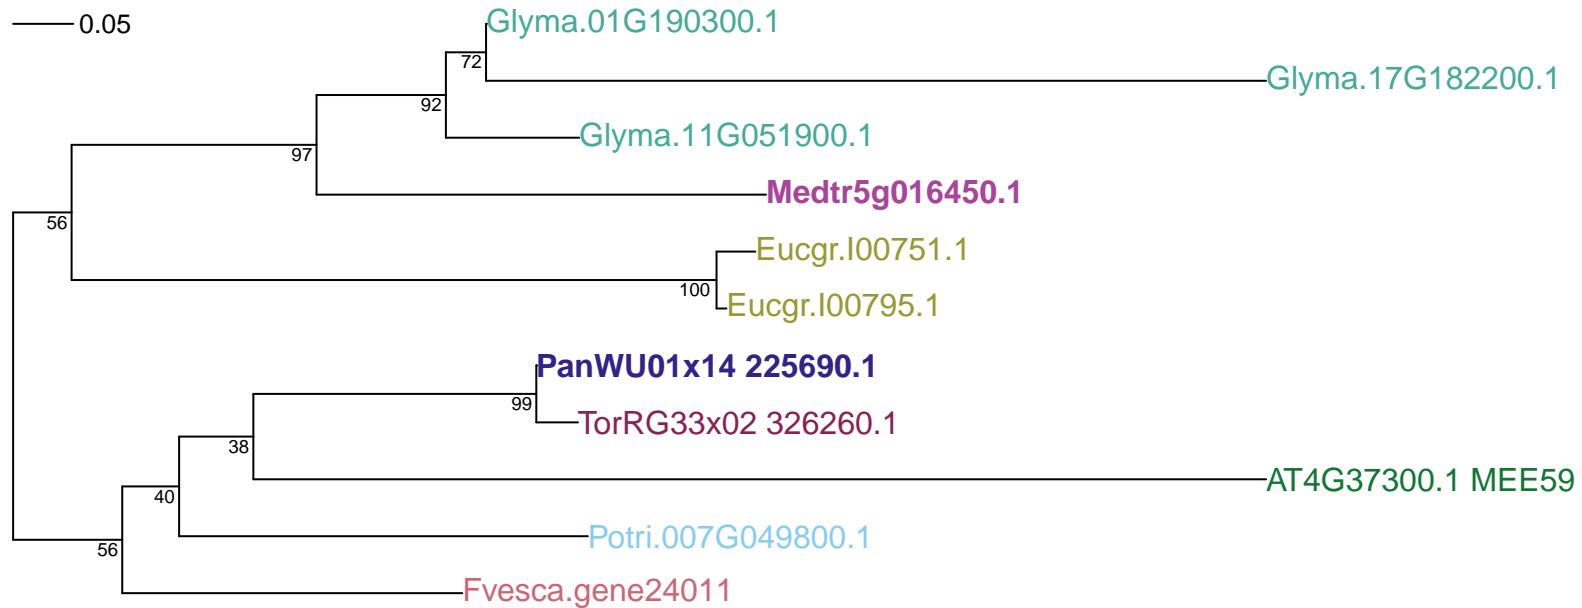 0.05
Glyma.01G190300.1
72
Glyma.17G182200.1
92
Glyma.11G051900.1
97
Medtr5g016450.1
56
Eucgr.I00751.1
100
Eucgr.I00795.1
PanWU01x14 225690.1
99
TorRG33x02 326260.1
38
AT4G37300.1 MEE59
40
Potri.007G049800.1
56
Fvesca.gene24011